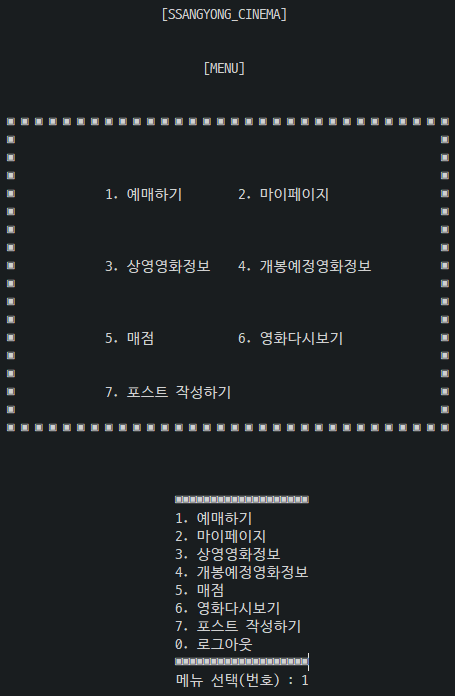 [SSANGYONG_CINEMA]
[MENU]
1. 예매하기 2. 마이페이지
3. 상영영화정보 4. 개봉예정영화정보
5. 매점 6. 영화다시보기
7. 포스트 작성하기
1. 예매하기
2. 마이페이지
3. 상영영화정보
4. 개봉예정영화정보
5. 매점
6. 영화다시보기
7. 포스트 작성하기
0. 로그아웃
메뉴 선택(번호) : 1